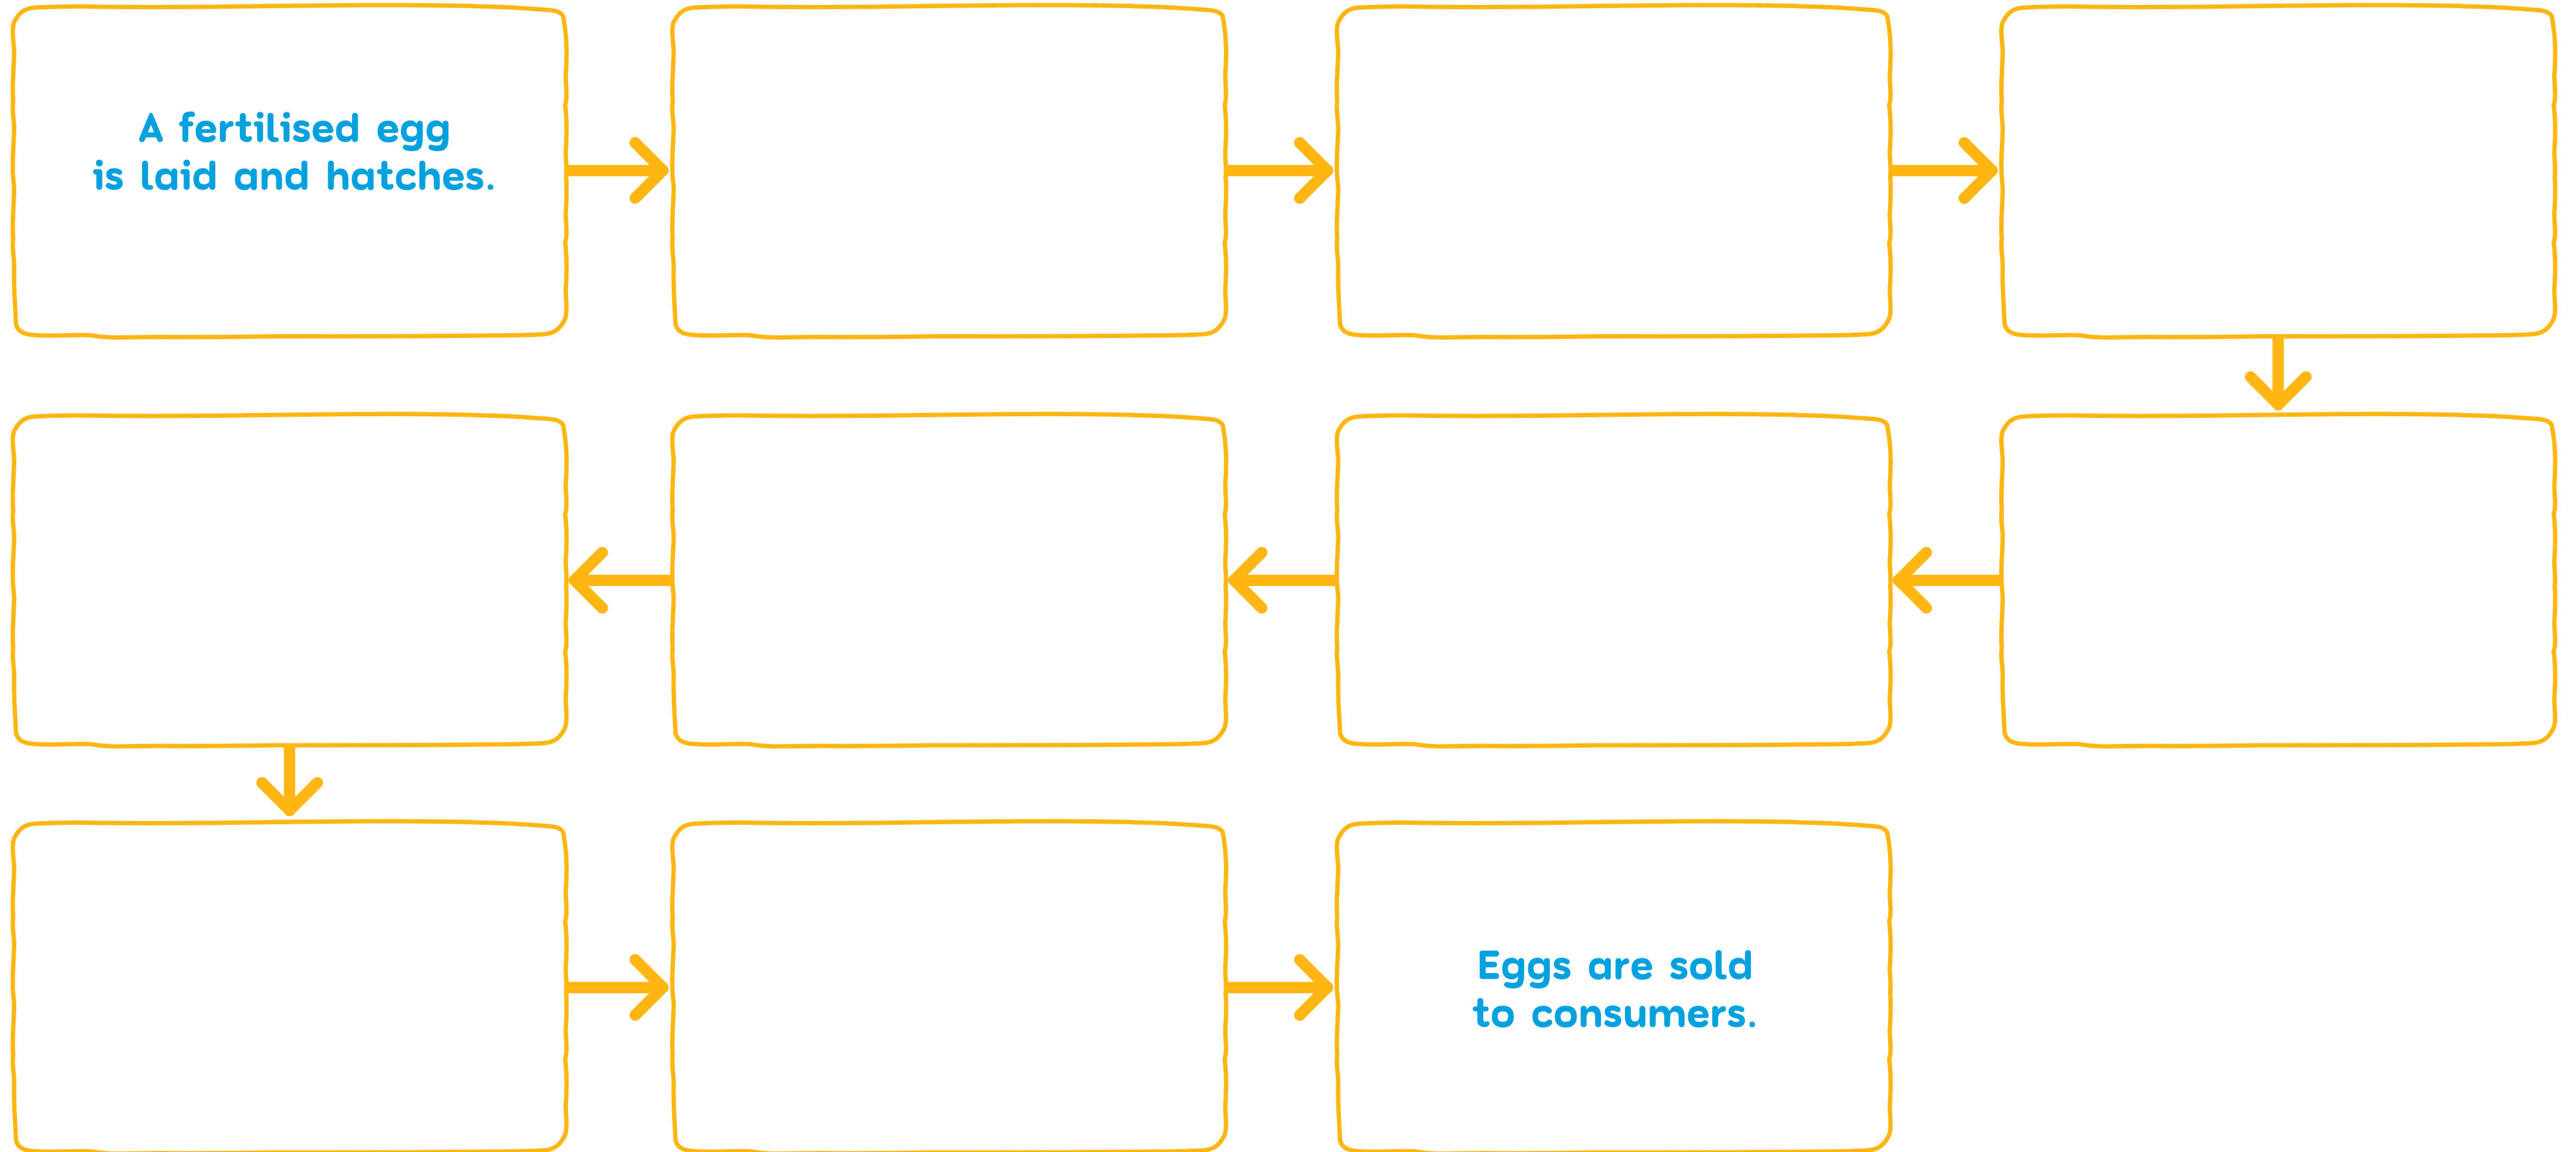 A fertilised egg
is laid and hatches.
Eggs are sold
to consumers.